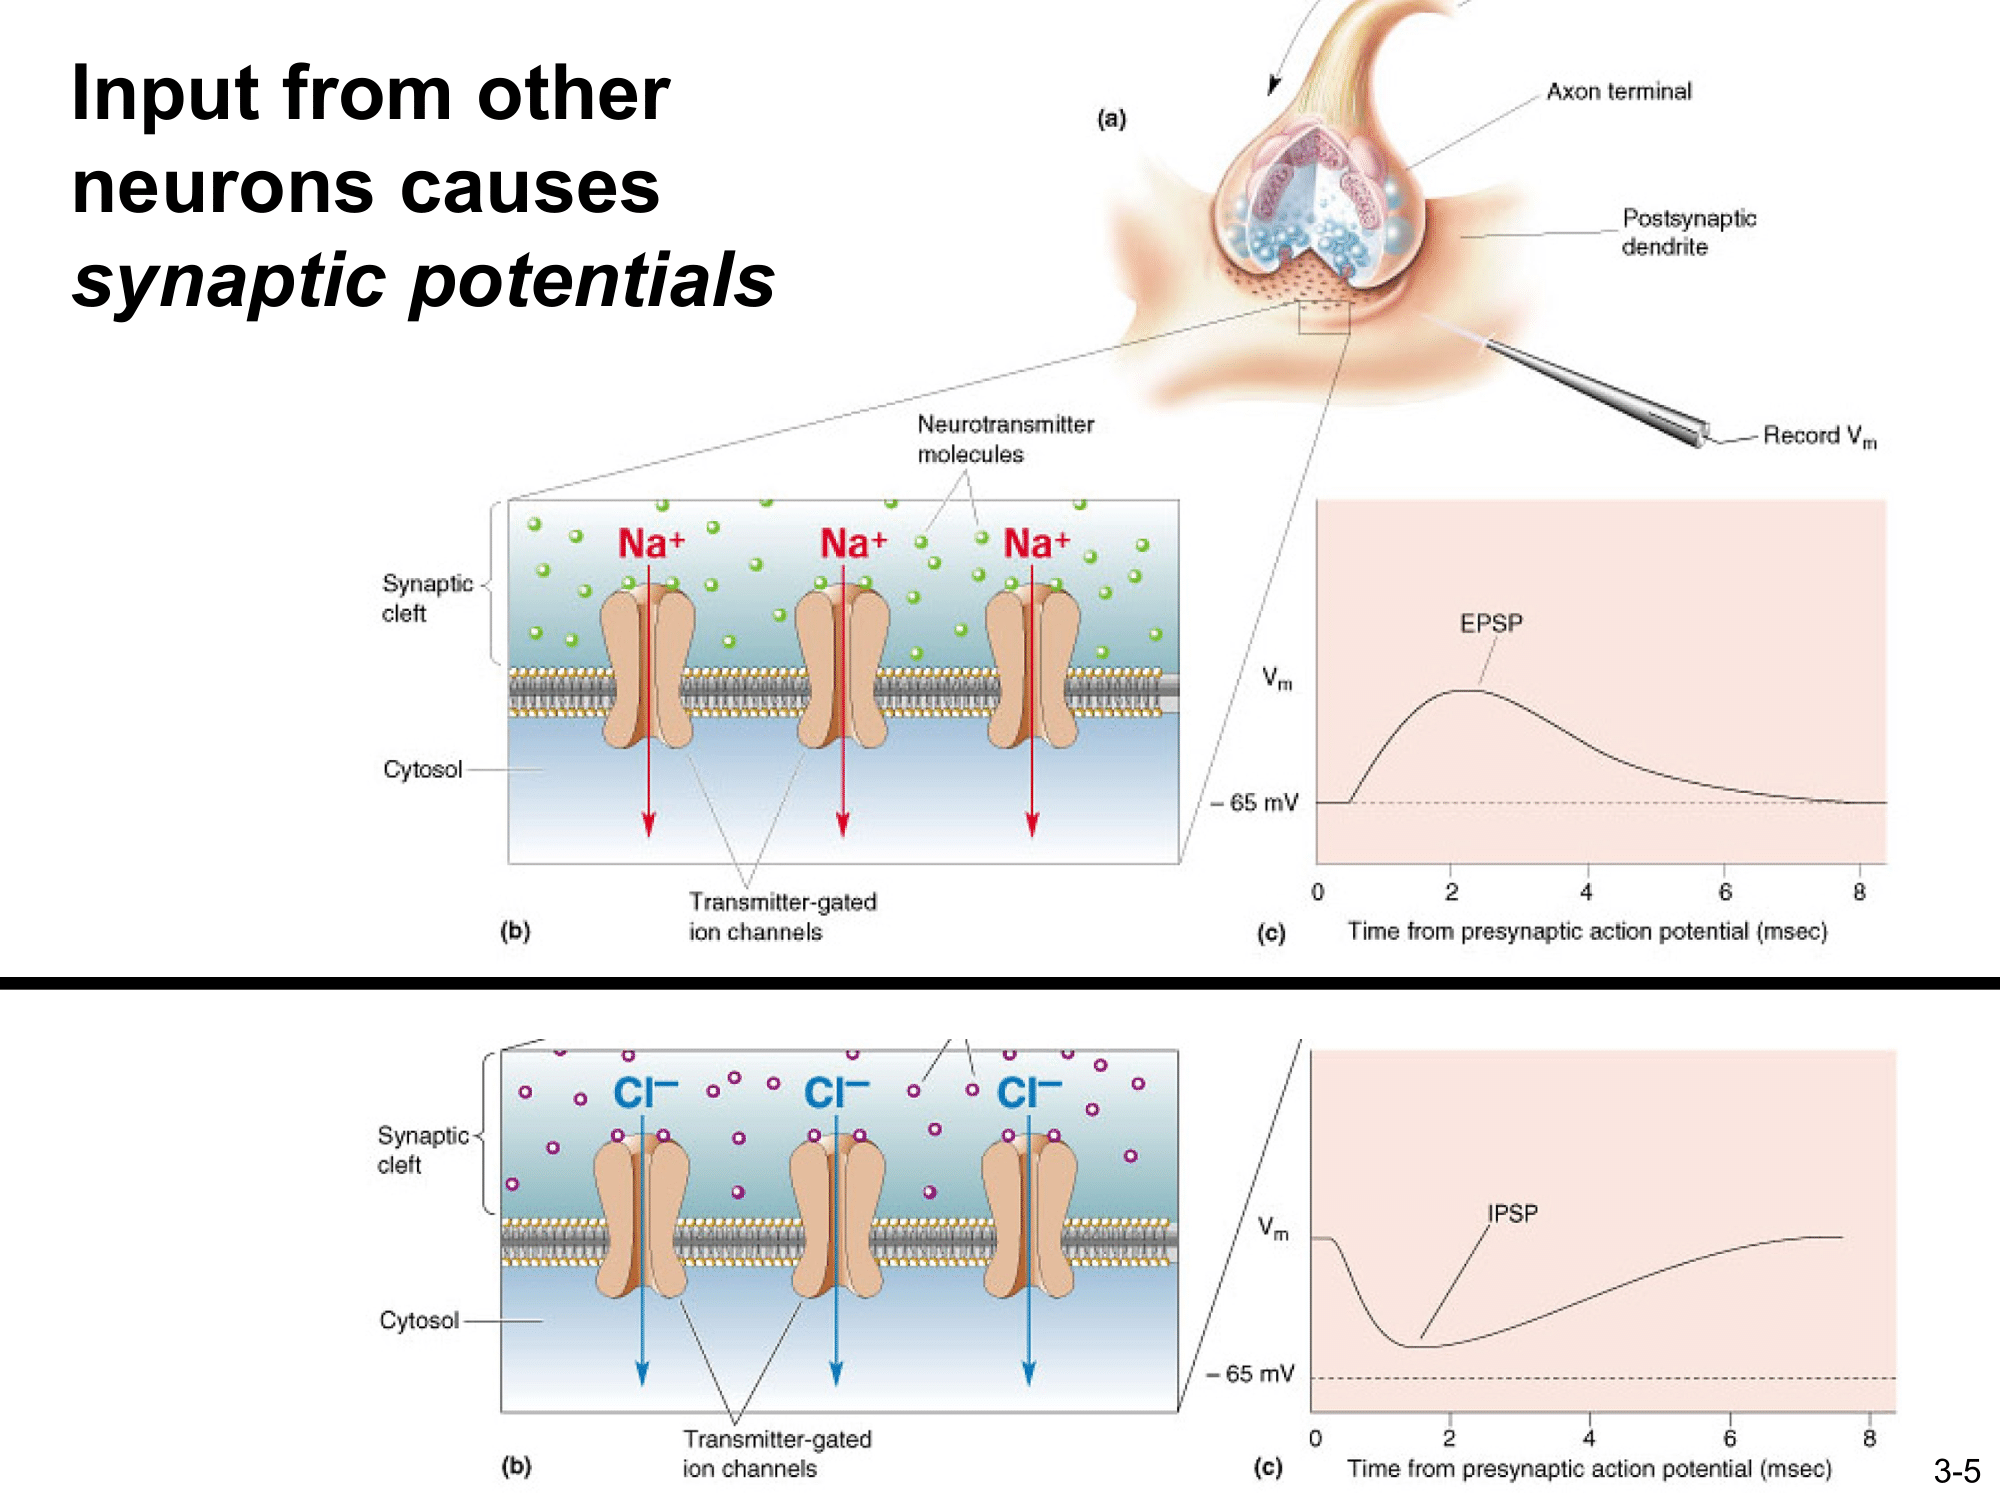 Input from other
neurons causes
synaptic potentials
(a)
Axon terminal
Postsynaptic
dendrite
Record Vm
Neurotransmitter
molecules
Na+ Na+ Na+
Synaptic
cleft
Cytosol
Transmitter-gated
ion channels
(b)
EPSP
Vm
– 65 mV
0 2 4 6 8
(c) Time from presynaptic action potential (msec)
Cl– Cl– Cl–
Synaptic
cleft
Cytosol
Transmitter-gated
ion channels
(b)
IPSP
Vm
– 65 mV
0 2 4 6 8
(c) Time from presynaptic action potential (msec)
3-5